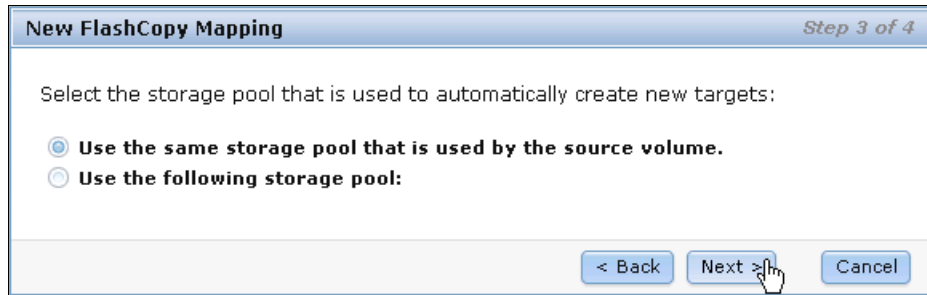 New FlashCopy Mapping Step 3 of 4
Select the storage pool that is used to automatically create new targets:
Use the same storage pool that is used by the source volume.
Use the following storage pool:
< Back Next > Cancel